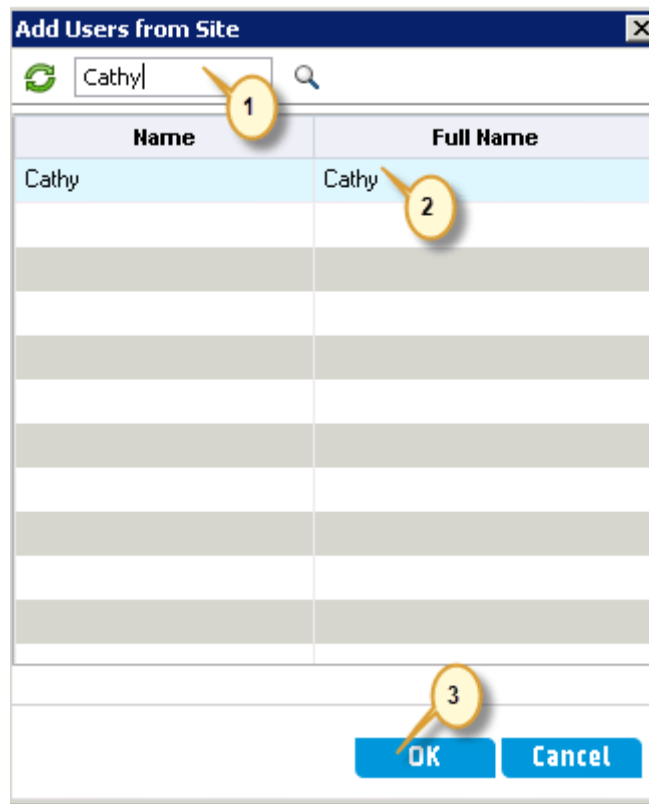 Add Users from Site
Cathy
1
Name Full Name
Cathy Cathy
2
3
OK Cancel